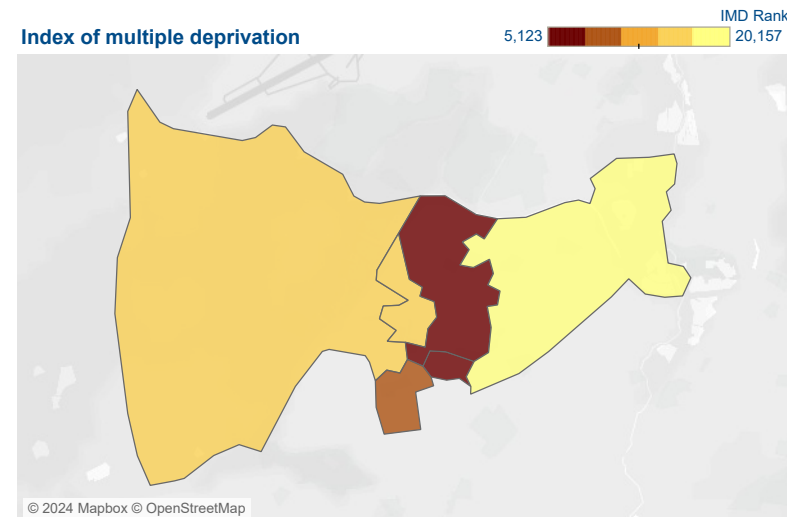 IMD Rank
Index of multiple deprivation
5,123
20,157
© 2024 Mapbox © OpenStreetMap